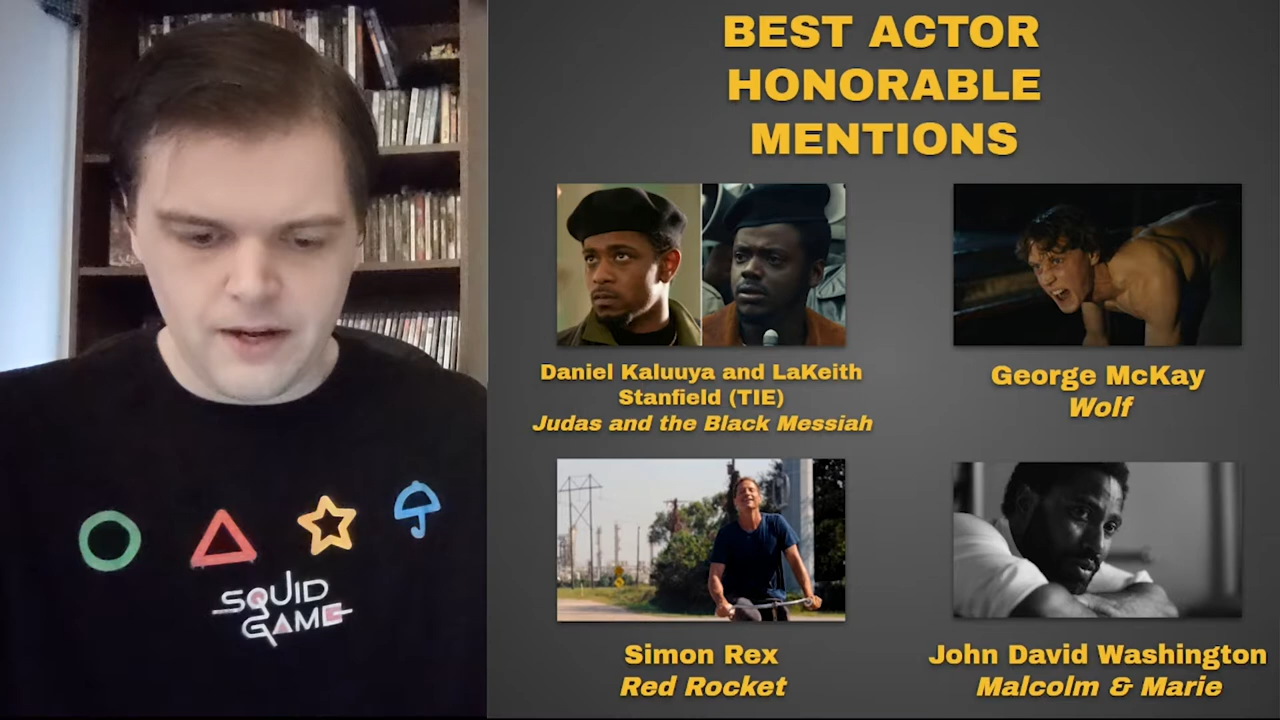 BEST ACTOR
HONORABLE
MENTIONS
Daniel Kaluuya and LaKeith
Stanfield (TIE)
Judas and the Black Messiah
George McKay
Wolf
Simon Rex
Red Rocket
John David Washington
Malcolm & Marie
SQUID
GAME